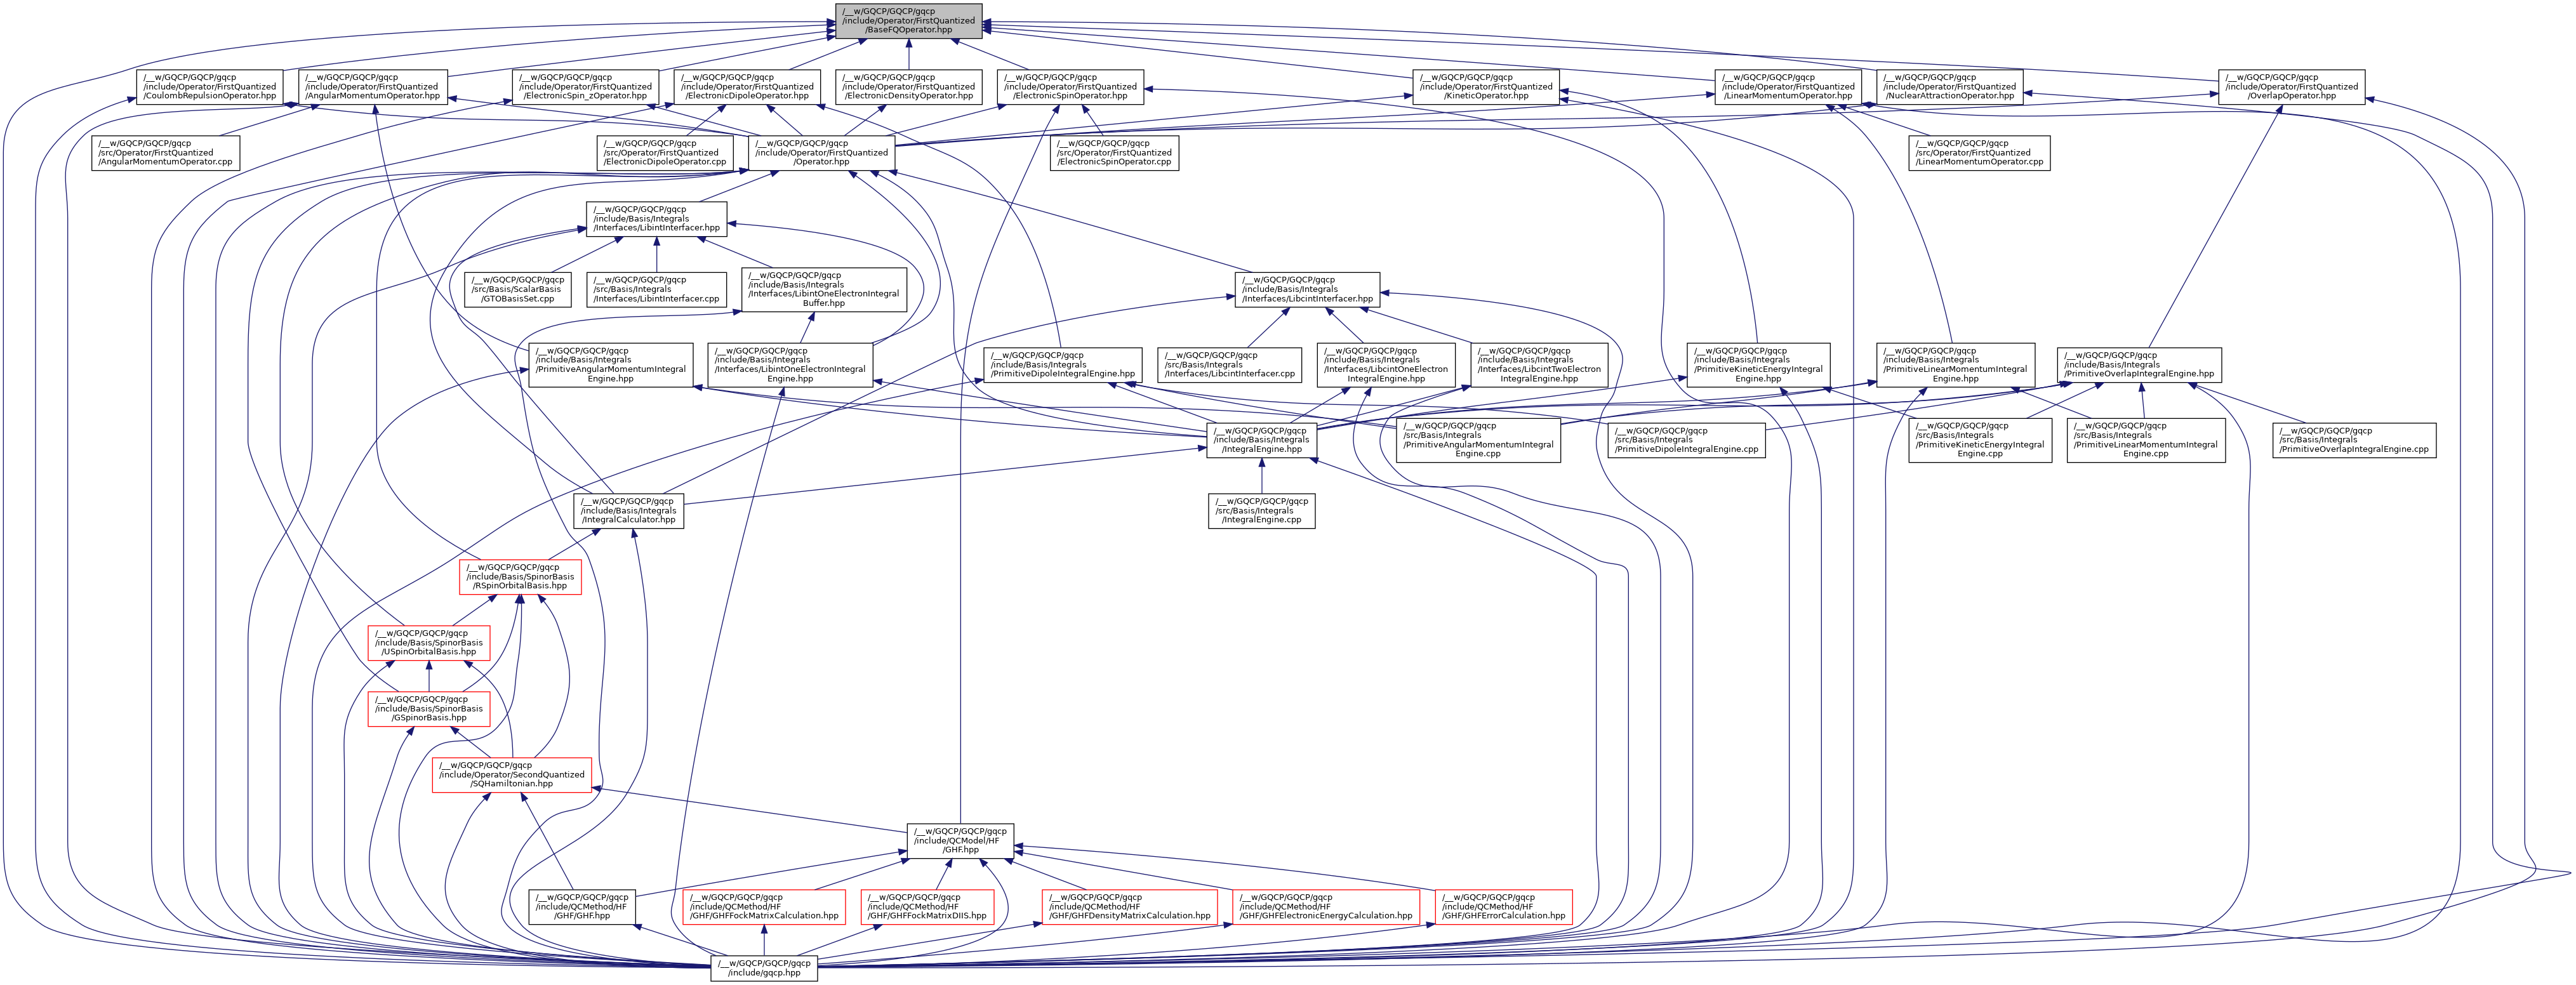 /__w/GQCP/GQCP/gqcp
/include/Operator/FirstQuantized
/BaseFQOperator.hpp
/__w/GQCP/GQCP/gqcp
/include/Operator/FirstQuantized
/CoulombRepulsionOperator.hpp
/__w/GQCP/GQCP/gqcp
/include/Operator/FirstQuantized
/AngularMomentumOperator.hpp
/__w/GQCP/GQCP/gqcp
/include/Operator/FirstQuantized
/ElectronicSpin_zOperator.hpp
/__w/GQCP/GQCP/gqcp
/include/Operator/FirstQuantized
/ElectronicDipoleOperator.hpp
/__w/GQCP/GQCP/gqcp
/include/Operator/FirstQuantized
/ElectronicDensityOperator.hpp
/__w/GQCP/GQCP/gqcp
/include/Operator/FirstQuantized
/ElectronicSpinOperator.hpp
/__w/GQCP/GQCP/gqcp
/include/Operator/FirstQuantized
/KineticOperator.hpp
/__w/GQCP/GQCP/gqcp
/include/Operator/FirstQuantized
/LinearMomentumOperator.hpp
/__w/GQCP/GQCP/gqcp
/include/Operator/FirstQuantized
/NuclearAttractionOperator.hpp
/__w/GQCP/GQCP/gqcp
/include/Operator/FirstQuantized
/OverlapOperator.hpp
/__w/GQCP/GQCP/gqcp
/src/Operator/FirstQuantized
/AngularMomentumOperator.cpp
/__w/GQCP/GQCP/gqcp
/src/Operator/FirstQuantized
/ElectronicDipoleOperator.cpp
/__w/GQCP/GQCP/gqcp
/include/Operator/FirstQuantized
/Operator.hpp
/__w/GQCP/GQCP/gqcp
/src/Operator/FirstQuantized
/ElectronicSpinOperator.cpp
/__w/GQCP/GQCP/gqcp
/src/Operator/FirstQuantized
/LinearMomentumOperator.cpp
/__w/GQCP/GQCP/gqcp
/include/Basis/Integrals
/Interfaces/LibintInterfacer.hpp
/__w/GQCP/GQCP/gqcp
/src/Basis/ScalarBasis
/GTOBasisSet.cpp
/__w/GQCP/GQCP/gqcp
/src/Basis/Integrals
/Interfaces/LibintInterfacer.cpp
/__w/GQCP/GQCP/gqcp
/include/Basis/Integrals
/Interfaces/LibintOneElectronIntegral
Buffer.hpp
/__w/GQCP/GQCP/gqcp
/include/Basis/Integrals
/Interfaces/LibcintInterfacer.hpp
/__w/GQCP/GQCP/gqcp
/include/Basis/Integrals
/PrimitiveAngularMomentumIntegral
Engine.hpp
/__w/GQCP/GQCP/gqcp
/include/Basis/Integrals
/Interfaces/LibintOneElectronIntegral
Engine.hpp
/__w/GQCP/GQCP/gqcp
/include/Basis/Integrals
/PrimitiveDipoleIntegralEngine.hpp
/__w/GQCP/GQCP/gqcp
/src/Basis/Integrals
/Interfaces/LibcintInterfacer.cpp
/__w/GQCP/GQCP/gqcp
/include/Basis/Integrals
/Interfaces/LibcintOneElectron
IntegralEngine.hpp
/__w/GQCP/GQCP/gqcp
/include/Basis/Integrals
/Interfaces/LibcintTwoElectron
IntegralEngine.hpp
/__w/GQCP/GQCP/gqcp
/include/Basis/Integrals
/PrimitiveKineticEnergyIntegral
Engine.hpp
/__w/GQCP/GQCP/gqcp
/include/Basis/Integrals
/PrimitiveLinearMomentumIntegral
Engine.hpp
/__w/GQCP/GQCP/gqcp
/include/Basis/Integrals
/PrimitiveOverlapIntegralEngine.hpp
/__w/GQCP/GQCP/gqcp
/include/Basis/Integrals
/IntegralEngine.hpp
/__w/GQCP/GQCP/gqcp
/src/Basis/Integrals
/PrimitiveAngularMomentumIntegral
Engine.cpp
/__w/GQCP/GQCP/gqcp
/src/Basis/Integrals
/PrimitiveDipoleIntegralEngine.cpp
/__w/GQCP/GQCP/gqcp
/src/Basis/Integrals
/PrimitiveKineticEnergyIntegral
Engine.cpp
/__w/GQCP/GQCP/gqcp
/src/Basis/Integrals
/PrimitiveLinearMomentumIntegral
Engine.cpp
/__w/GQCP/GQCP/gqcp
/src/Basis/Integrals
/PrimitiveOverlapIntegralEngine.cpp
/__w/GQCP/GQCP/gqcp
/include/Basis/Integrals
/IntegralCalculator.hpp
/__w/GQCP/GQCP/gqcp
/src/Basis/Integrals
/IntegralEngine.cpp
/__w/GQCP/GQCP/gqcp
/include/Basis/SpinorBasis
/RSpinOrbitalBasis.hpp
/__w/GQCP/GQCP/gqcp
/include/Basis/SpinorBasis
/USpinOrbitalBasis.hpp
/__w/GQCP/GQCP/gqcp
/include/Basis/SpinorBasis
/GSpinorBasis.hpp
/__w/GQCP/GQCP/gqcp
/include/Operator/SecondQuantized
/SQHamiltonian.hpp
/__w/GQCP/GQCP/gqcp
/include/QCModel/HF
/GHF.hpp
/__w/GQCP/GQCP/gqcp
/include/QCMethod/HF
/GHF/GHF.hpp
/__w/GQCP/GQCP/gqcp
/include/QCMethod/HF
/GHF/GHFFockMatrixCalculation.hpp
/__w/GQCP/GQCP/gqcp
/include/QCMethod/HF
/GHF/GHFFockMatrixDIIS.hpp
/__w/GQCP/GQCP/gqcp
/include/QCMethod/HF
/GHF/GHFDensityMatrixCalculation.hpp
/__w/GQCP/GQCP/gqcp
/include/QCMethod/HF
/GHF/GHFElectronicEnergyCalculation.hpp
/__w/GQCP/GQCP/gqcp
/include/QCMethod/HF
/GHF/GHFErrorCalculation.hpp
/__w/GQCP/GQCP/gqcp
/include/gqcp.hpp